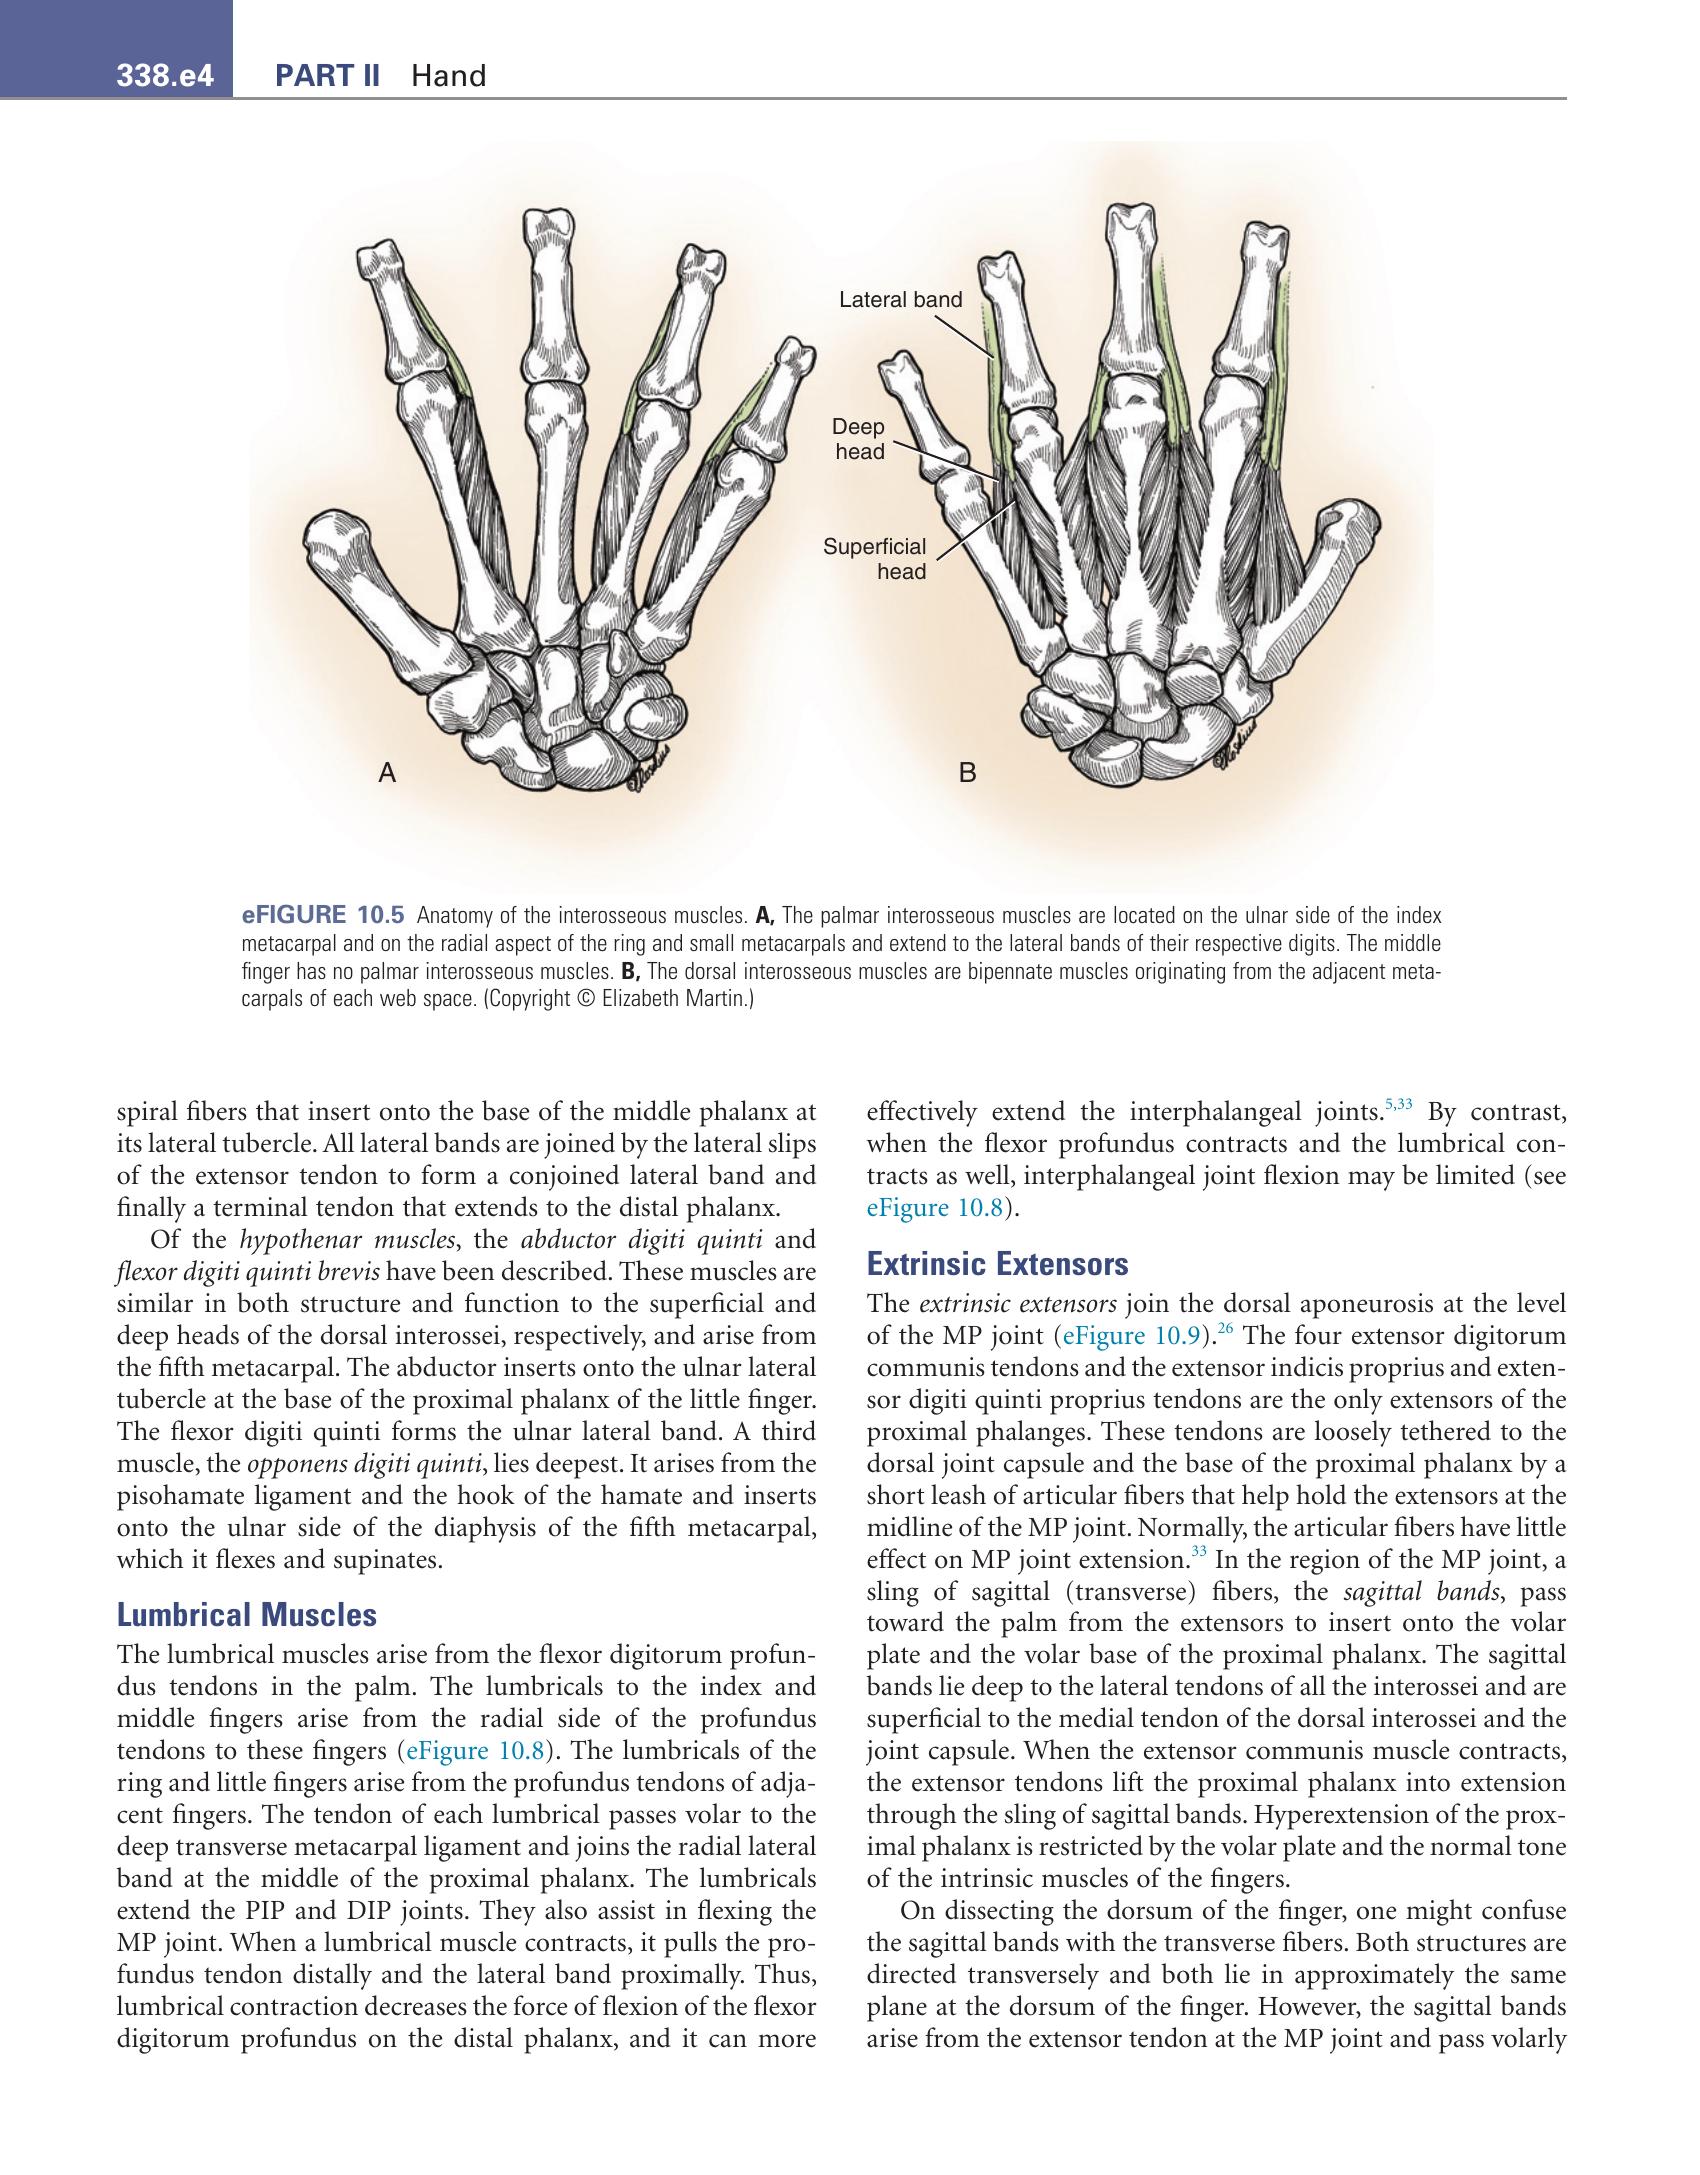 338.e4 PART II Hand
Lateral band
Deep
head
Superficial
head
A
B
eFIGURE 10.5 Anatomy of the interosseous muscles. A, The palmar interosseous muscles are located on the ulnar side of the index
metacarpal and on the radial aspect of the ring and small metacarpals and extend to the lateral bands of their respective digits. The middle
finger has no palmar interosseous muscles. B, The dorsal interosseous muscles are bipennate muscles originating from the adjacent meta-
carpals of each web space. (Copyright © Elizabeth Martin.)
spiral fibers that insert onto the base of the middle phalanx at
its lateral tubercle. All lateral bands are joined by the lateral slips
of the extensor tendon to form a conjoined lateral band and
finally a terminal tendon that extends to the distal phalanx.
Of the hypothenar muscles, the abductor digiti quinti and
flexor digiti quinti brevis have been described. These muscles are
similar in both structure and function to the superficial and
deep heads of the dorsal interossei, respectively, and arise from
the fifth metacarpal. The abductor inserts onto the ulnar lateral
tubercle at the base of the proximal phalanx of the little finger.
The flexor digiti quinti forms the ulnar lateral band. A third
muscle, the opponens digiti quinti, lies deepest. It arises from the
pisohamate ligament and the hook of the hamate and inserts
onto the ulnar side of the diaphysis of the fifth metacarpal,
which it flexes and supinates.
Lumbrical Muscles
The lumbrical muscles arise from the flexor digitorum profun-
dus tendons in the palm. The lumbricals to the index and
middle fingers arise from the radial side of the profundus
tendons to these fingers (eFigure 10.8). The lumbricals of the
ring and little fingers arise from the profundus tendons of adja-
cent fingers. The tendon of each lumbrical passes volar to the
deep transverse metacarpal ligament and joins the radial lateral
band at the middle of the proximal phalanx. The lumbricals
extend the PIP and DIP joints. They also assist in flexing the
MP joint. When a lumbrical muscle contracts, it pulls the pro-
fundus tendon distally and the lateral band proximally. Thus,
lumbrical contraction decreases the force of flexion of the flexor
digitorum profundus on the distal phalanx, and it can more
effectively extend the interphalangeal joints.5,33 By contrast,
when the flexor profundus contracts and the lumbrical con-
tracts as well, interphalangeal joint flexion may be limited (see
eFigure 10.8).
Extrinsic Extensors
The extrinsic extensors join the dorsal aponeurosis at the level
of the MP joint (eFigure 10.9).26 The four extensor digitorum
communis tendons and the extensor indicis proprius and exten-
sor digiti quinti proprius tendons are the only extensors of the
proximal phalanges. These tendons are loosely tethered to the
dorsal joint capsule and the base of the proximal phalanx by a
short leash of articular fibers that help hold the extensors at the
midline of the MP joint. Normally, the articular fibers have little
effect on MP joint extension.33 In the region of the MP joint, a
sling of sagittal (transverse) fibers, the sagittal bands, pass
toward the palm from the extensors to insert onto the volar
plate and the volar base of the proximal phalanx. The sagittal
bands lie deep to the lateral tendons of all the interossei and are
superficial to the medial tendon of the dorsal interossei and the
joint capsule. When the extensor communis muscle contracts,
the extensor tendons lift the proximal phalanx into extension
through the sling of sagittal bands. Hyperextension of the prox-
imal phalanx is restricted by the volar plate and the normal tone
of the intrinsic muscles of the fingers.
On dissecting the dorsum of the finger, one might confuse
the sagittal bands with the transverse fibers. Both structures are
directed transversely and both lie in approximately the same
plane at the dorsum of the finger. However, the sagittal bands
arise from the extensor tendon at the MP joint and pass volarly